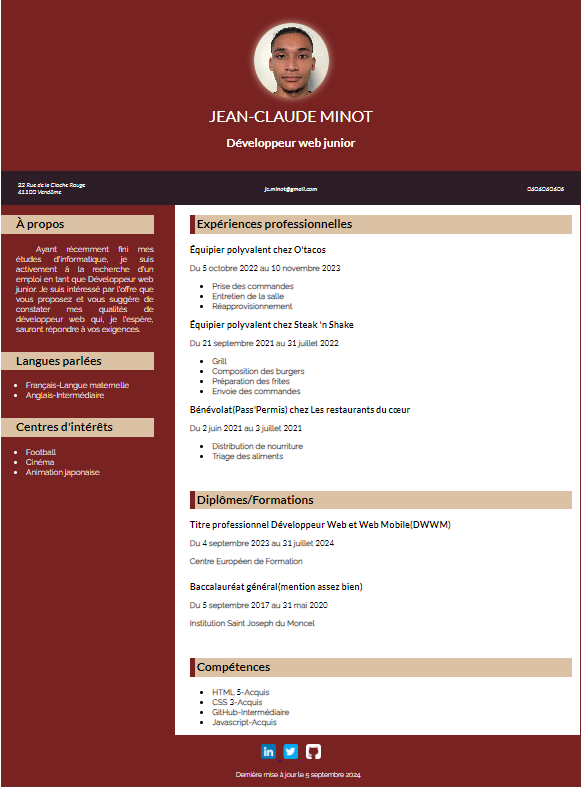 JEAN-CLAUDE MINOT
Développeur web junior
33 Rue de la Cloche Rouge
41100 Vendôme
jc.minot@gmail.com
0606060606
À propos
Ayant récemment fini mes
études d'informatique, je suis
activement à la recherche d'un
emploi en tant que Développeur web
junior. Je suis intéressé par l'offre que
vous proposez et vous suggère de
constater mes qualités de
développeur web qui, je l'espère,
sauront répondre à vos exigences.
Langues parlées
Français-Langue maternelle
Anglais-Intermédiaire
Centres d'intérêts
Football
Cinéma
Animation japonaise
Expériences professionnelles
Équipier polyvalent chez O'tacos
Du 5 octobre 2022 au 10 novembre 2023
Prise des commandes
Entretien de la salle
Réapprovisionnement
Équipier polyvalent chez Steak 'n Shake
Du 21 septembre 2021 au 31 juillet 2022
Grill
Composition des burgers
Préparation des frites
Envoie des commandes
Bénévolat(Pass'Permis) chez Les restaurants du cœur
Du 2 juin 2021 au 3 juillet 2021
Distribution de nourriture
Triage des aliments
Diplômes/Formations
Titre professionnel Développeur Web et Web Mobile(DWWM)
Du 4 septembre 2023 au 31 juillet 2024
Centre Européen de Formation
Baccalauréat général(mention assez bien)
Du 5 septembre 2017 au 31 mai 2020
Institution Saint Joseph du Moncel
Compétences
HTML 5-Acquis
CSS 3-Acquis
GitHub-Intermédiaire
Javascript-Acquis
in
Dernière mise à jour le 5 septembre 2024.